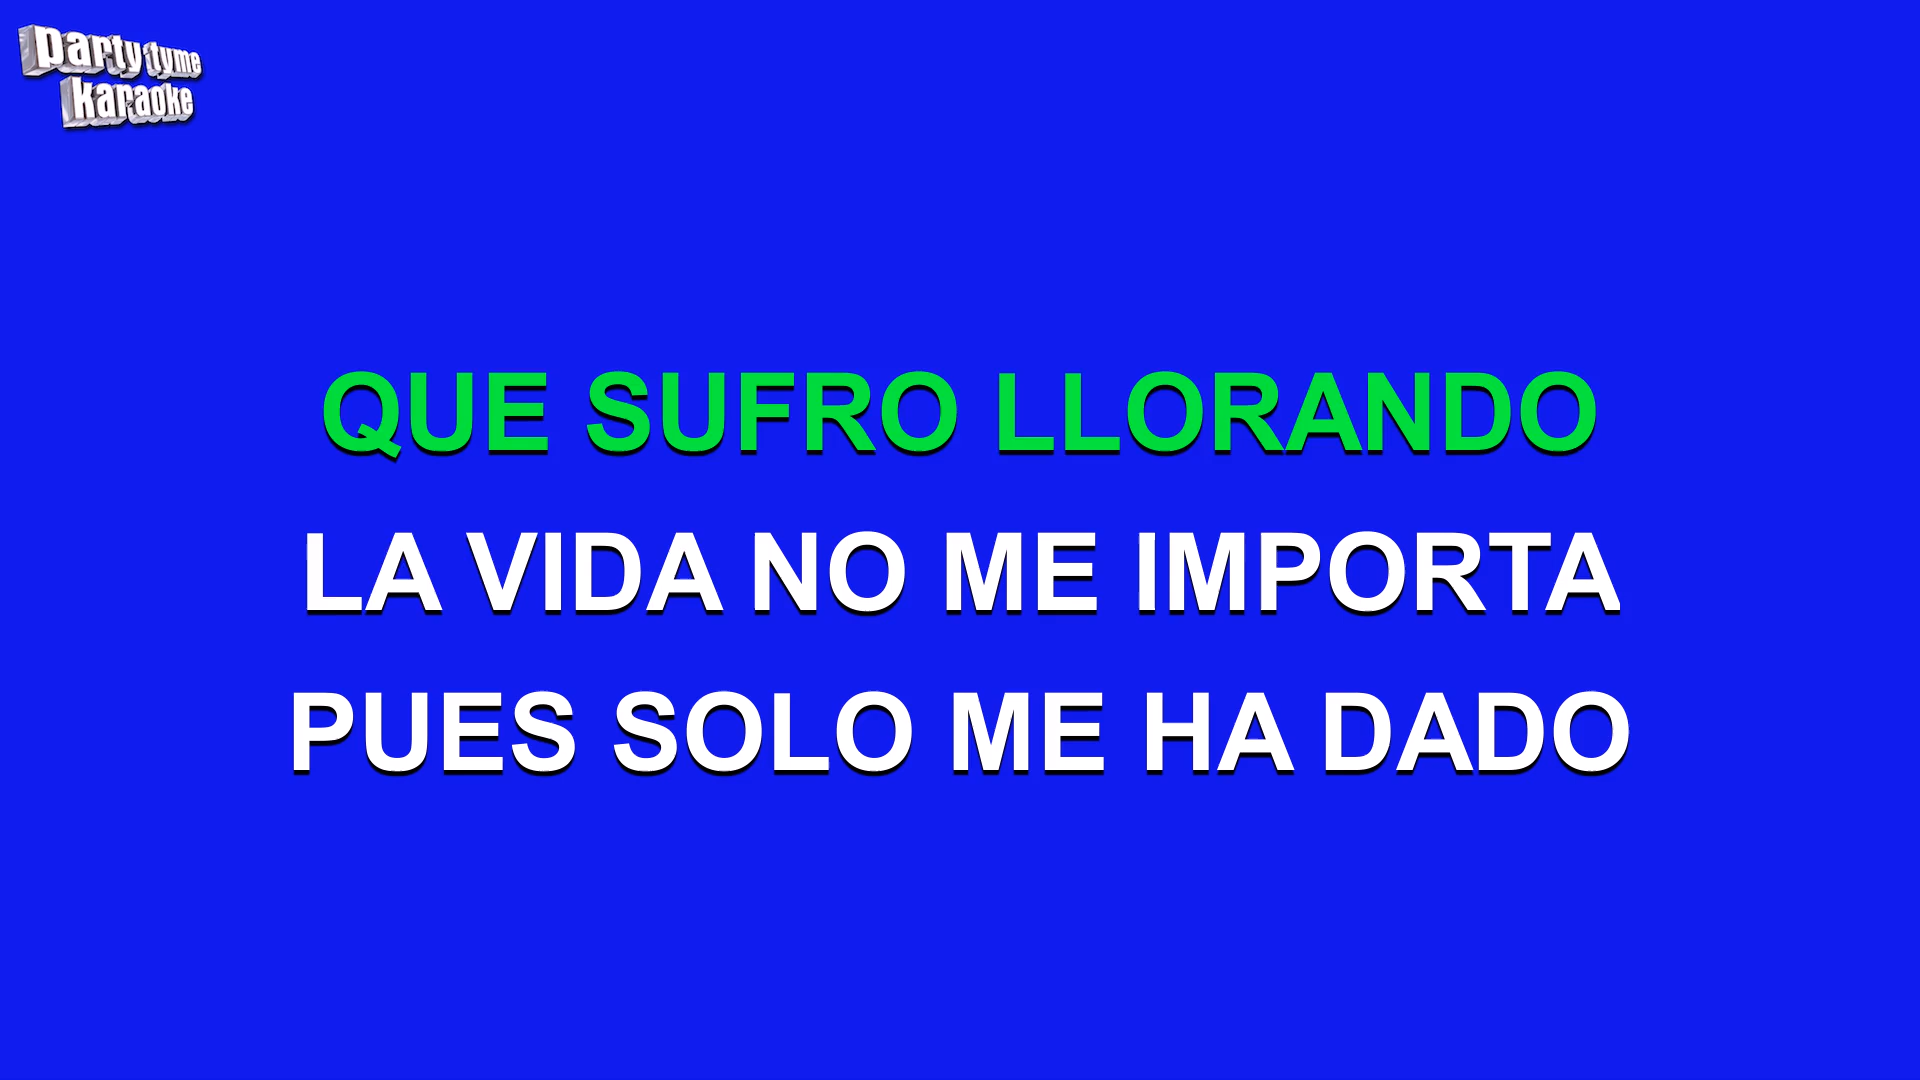 party tyme
karaoke
QUE SUFRO LLORANDO
LA VIDA NO ME IMPORTA
PUES SOLO ME HA DADO